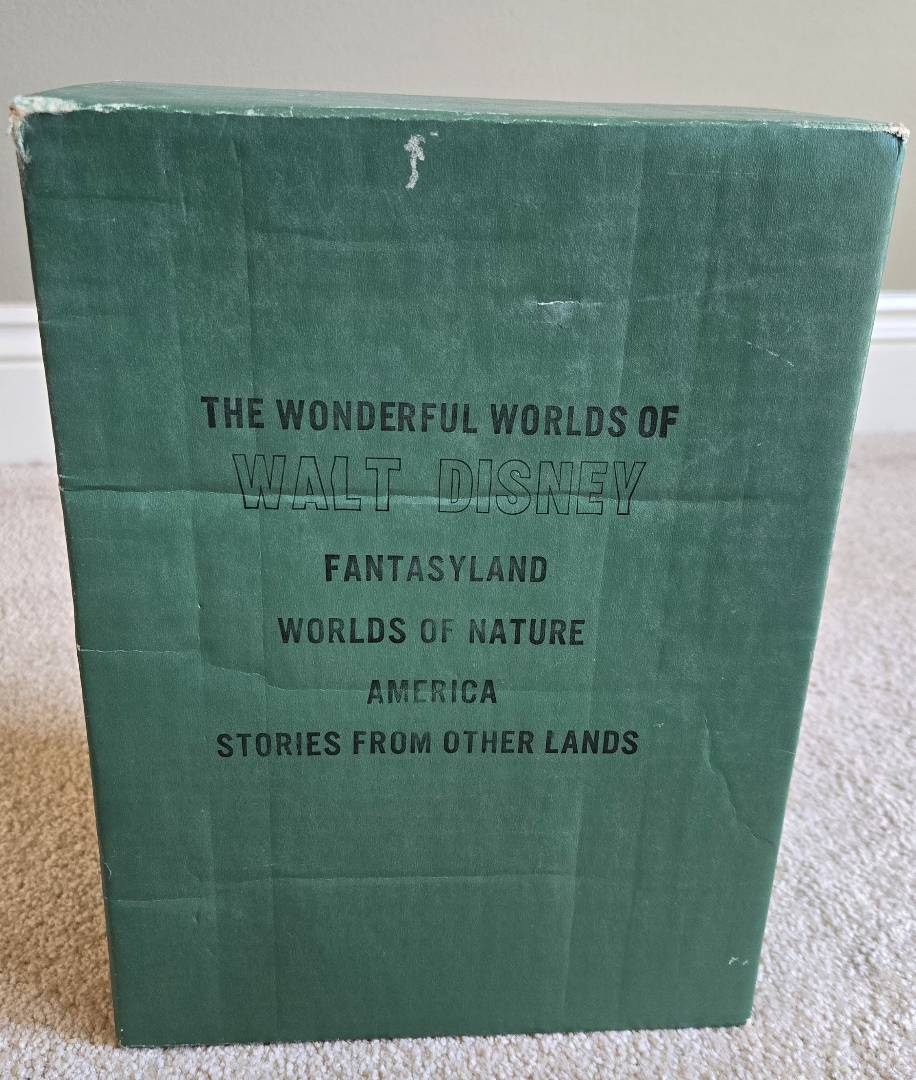 THE WONDERFUL WORLDS OF
WALT DISNEY
FANTASYLAND
WORLDS OF NATURE
AMERICA
STORIES FROM OTHER LANDS